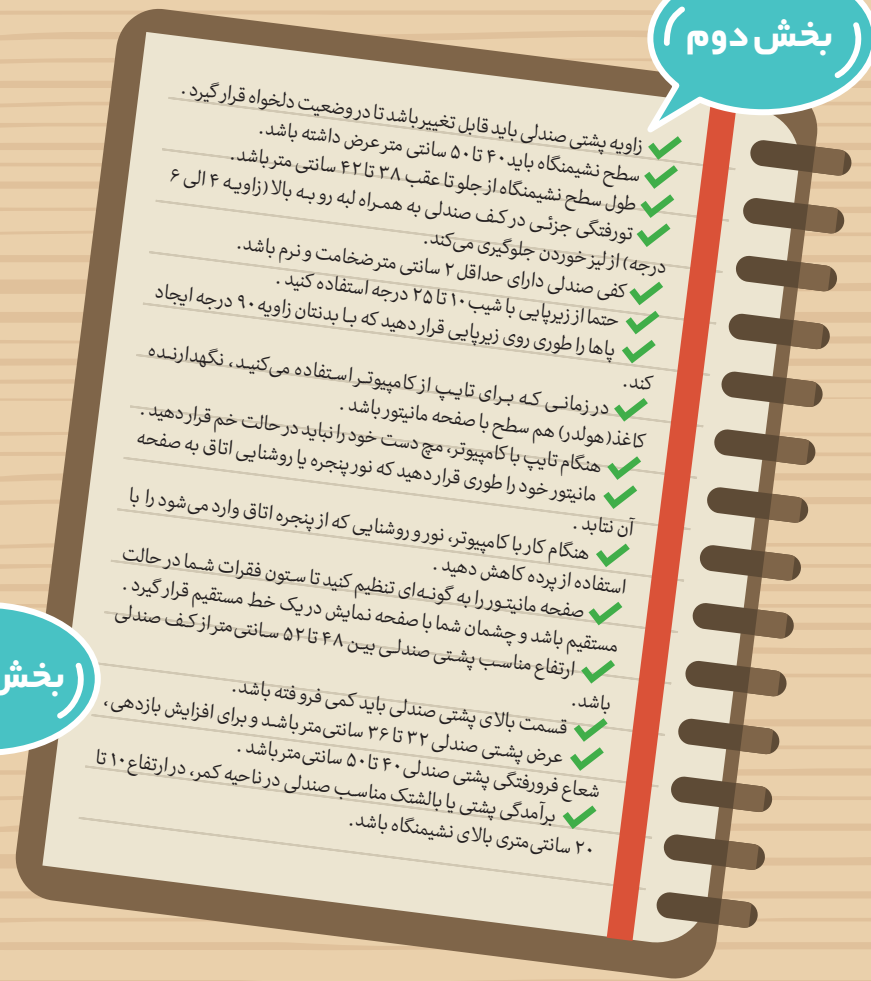 بخش دوم
زاویه پشتی صندلی باید قابل تغییر باشد تا در وضعیت دلخواه قرار گیرد .
سطح نشیمنگاه باید ۴۰ تا ۵۰ سانتی متر عرض داشته باشد.
طول سطح نشیمنگاه از جلو تا عقب ۳۸ تا ۴۲ سانتی متر باشد.
تورفتگی جزئی در کف صندلی به همراه لبه رو به بالا (زاویه ۴ الی ۶
درجه) از لیز خوردن جلوگیری می‌کند.
کفی صندلی دارای حداقل ۲ سانتی متر ضخامت و نرم باشد.
حتما از زیرپایی با شیب ۱۰ تا ۲۵ درجه استفاده کنید .
پاها را طوری روی زیرپایی قرار دهید که با بدنتان زاویه ۹۰ درجه ایجاد
کند.
در زمانی که برای تایپ از کامپیوتر استفاده می‌کنید، نگهدارنده
کاغذ(هولدر) هم سطح با صفحه مانیتور باشد .
هنگام تایپ با کامپیوتر، مچ دست خود را نباید در حالت خم قرار دهید .
مانیتور خود را طوری قرار دهید که نور پنجره یا روشنایی اتاق به صفحه
آن نتابد .
هنگام کار با کامپیوتر، نور و روشنایی که از پنجره اتاق وارد می‌شود را با
استفاده از پرده کاهش دهید .
صفحه مانیتور را به گونه‌ای تنظیم کنید تا ستون فقرات شما در حالت
مستقیم باشد و چشمان شما با صفحه نمایش در یک خط مستقیم قرار گیرد .
ارتفاع مناسب پشتی صندلی بین ۴۸ تا ۵۲ سانتی‌متر از کف صندلی
باشد.
قسمت بالای پشتی صندلی باید کمی فرو فته باشد.
عرض پشتی صندلی ۳۲ تا ۳۶ سانتی‌متر باشد و برای افزایش بازدهی،
شعاع فرورفتگی پشتی صندلی ۴۰ تا ۵۰ سانتی‌متر باشد .
برآمدگی پشتی یا بالشتک مناسب صندلی در ناحیه کمر، در ارتفاع ۱۰ تا
۲۰ سانتی‌متری بالای نشیمنگاه باشد.
بخش